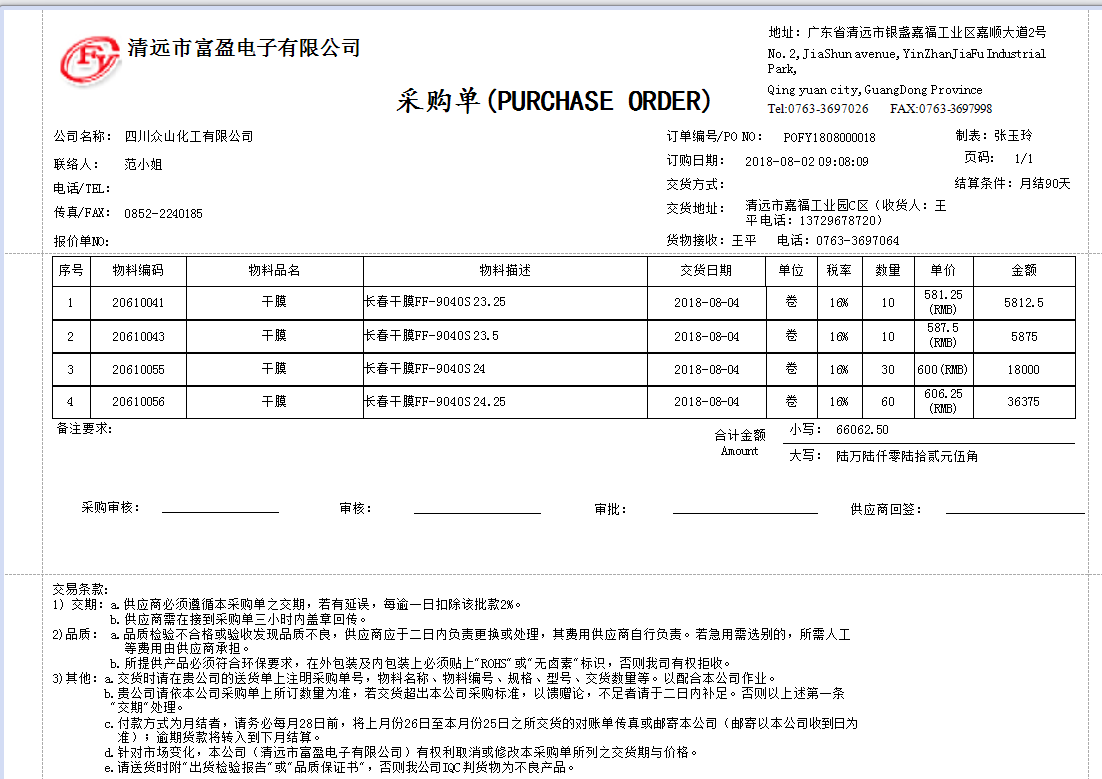 FY 清远市富盈电子有限公司
地址：广东省清远市银盏嘉福工业区嘉顺大道2号
No.2,JiaShun avenue,YinZhanJiaFu Industrial
Park,
Qing yuan city,GuangDong Province
Tel:0763-3697026 FAX:0763-3697998
采购单(PURCHASE ORDER)
公司名称： 四川众山化工有限公司 订单编号/PO NO： POFY1808000018 制表：张玉玲
联络人： 范小姐 订购日期： 2018-08-02 09:08:09 页码： 1/1
电话/TEL： 交货方式： 结算条件：月结90天
传真/FAX： 0852-2240185 交货地址： 清远市嘉福工业园C区（收货人：王
平电话：13729678720）
报价单NO： 货物接收：王平 电话：0763-3697064
序号 物料编码 物料品名 物料描述 交货日期 单位 税率 数量 单价 金额
1 20610041 干膜 长春干膜FF-9040S 23.25 2018-08-04 卷 16% 10 581.25 (RMB) 5812.5
2 20610043 干膜 长春干膜FF-9040S 23.5 2018-08-04 卷 16% 10 587.5 (RMB) 5875
3 20610055 干膜 长春干膜FF-9040S 24 2018-08-04 卷 16% 30 600(RMB) 18000
4 20610056 干膜 长春干膜FF-9040S 24.25 2018-08-04 卷 16% 60 606.25 (RMB) 36375
备注要求： 合计金额 小写： 66062.50
Amount 大写： 陆万陆仟零陆拾贰元伍角
采购审核： 审核： 审批： 供应商回签：
交易条款：
1) 交期：a.供应商必须遵循本采购单之交期，若有延误，每逾一日扣除该批款2%。
b.供应商需在接到采购单三小时内盖章回传。
2)品质： a.品质检验不合格或验收发现品质不良，供应商应于二日内负责更换或处理，其费用供应商自行负责。若急用需选别的，所需人工
等费用由供应商承担。
b.所提供产品必须符合环保要求，在外包装及内包装上必须贴上"ROHS"或"无卤素"标识，否则我司有权拒收。
3)其他：a.交货时请在贵公司的送货单上注明采购单号，物料名称、物料编号、规格、型号、交货数量等。以配合本公司作业。
b.贵公司请依本公司采购单上所订数量为准，若交货超出本公司采购标准，以馈赠论，不足者请于二日内补足。否则以上述第一条
"交期"处理。
c.付款方式为月结者，请务必每月28日前，将上月份26日至本月份25日之所交货的对账单传真或邮寄本公司（邮寄以本公司收到日为
准）；逾期货款将转入到下月结算。
d.针对市场变化，本公司（清远市富盈电子有限公司）有权利取消或修改本采购单所列之交货期与价格。
e.请送货时附"出货检验报告"或"品质保证书"，否则我公司IQC判货物为不良产品。